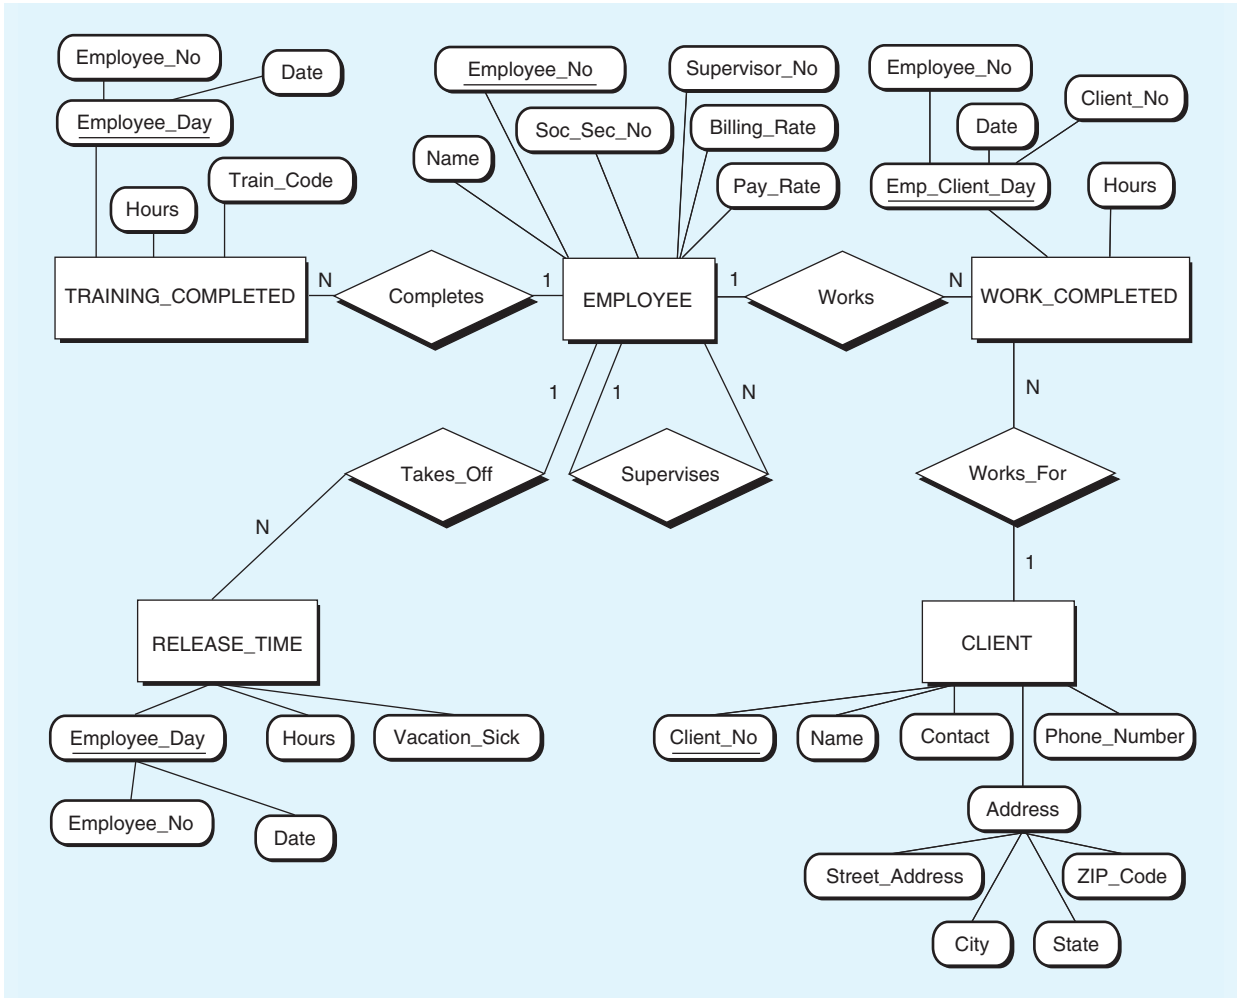 Employee_No
Date
Employee_Day
Hours
Train_Code
TRAINING_COMPLETED
N
Completes
1
Employee_No
Supervisor_No
Soc_Sec_No
Billing_Rate
Name
Pay_Rate
EMPLOYEE
1
Works
N
Employee_No
Client_No
Date
Emp_Client_Day
Hours
WORK_COMPLETED
1
1
N
N
Takes_Off
Supervises
Works_For
N
1
RELEASE_TIME
CLIENT
Employee_Day
Hours
Vacation_Sick
Employee_No
Date
Client_No
Name
Contact
Phone_Number
Address
Street_Address
ZIP_Code
City
State